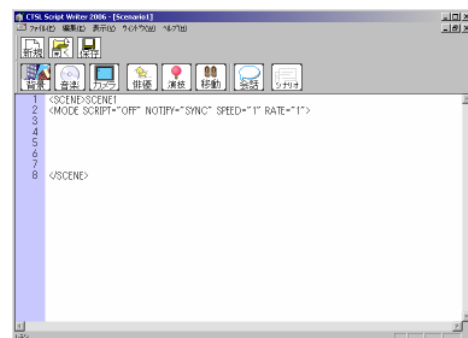 CTSL Script Writer 2006 - [Scenario1]
ファイル(F) 編集(E) 表示(V) ウィンドウ(W) ヘルプ(H)
新規 開く 保存
背景 音楽 カメラ 俳優 演技 移動 会話 シナリオ
1 <SCENE>SCENE1
2 <MODE SCRIPT="OFF" NOTIFY="SYNC" SPEED="1" RATE="1">
3
4
5
6
7
8 </SCENE>